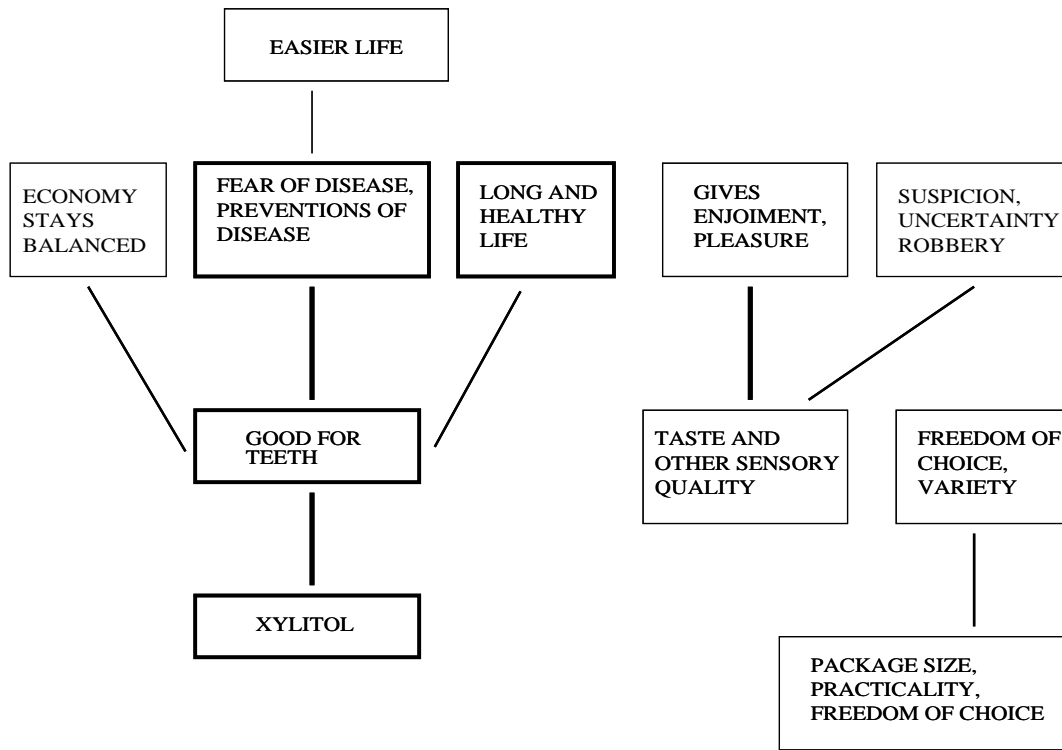 EASIER LIFE
ECONOMY
STAYS
BALANCED
FEAR OF DISEASE,
PREVENTIONS OF
DISEASE
LONG AND
HEALTHY
LIFE
GIVES
ENJOIMENT,
PLEASURE
SUSPICION,
UNCERTAINTY
ROBBERY
GOOD FOR
TEETH
TASTE AND
OTHER SENSORY
QUALITY
FREEDOM OF
CHOICE,
VARIETY
XYLITOL
PACKAGE SIZE,
PRACTICALITY,
FREEDOM OF CHOICE